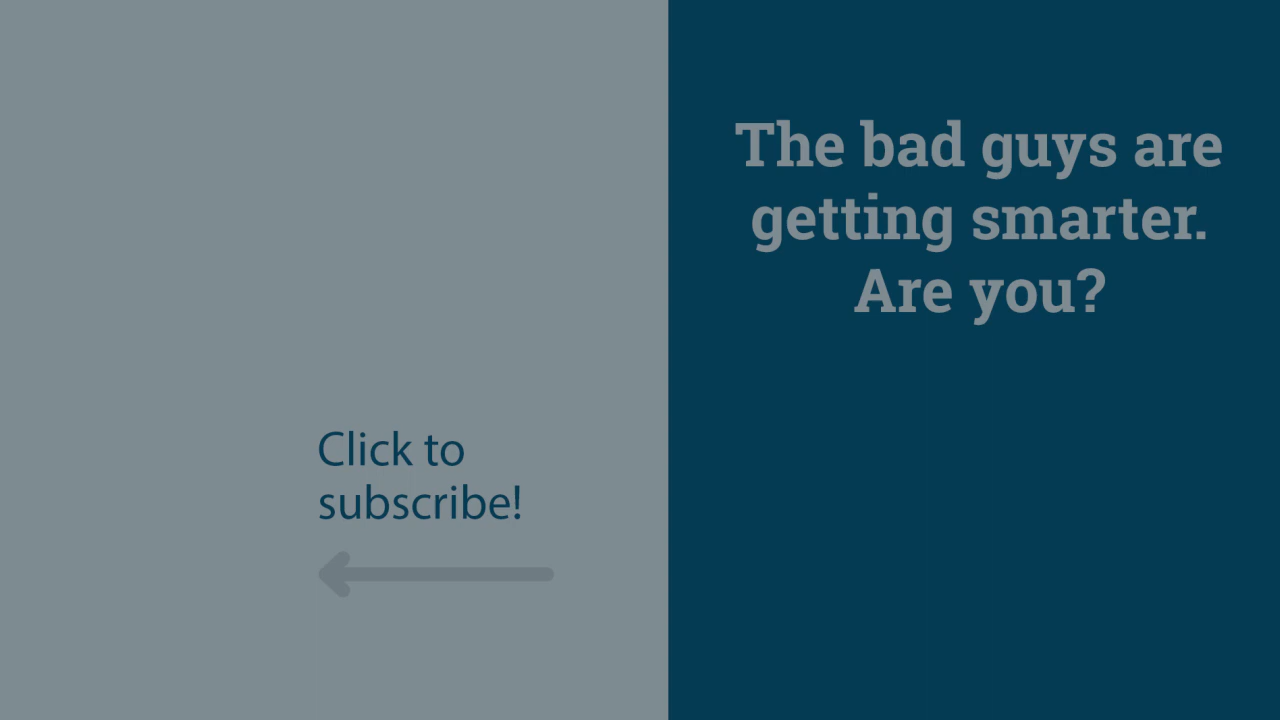 The bad guys are
getting smarter.
Are you?
Click to
subscribe!